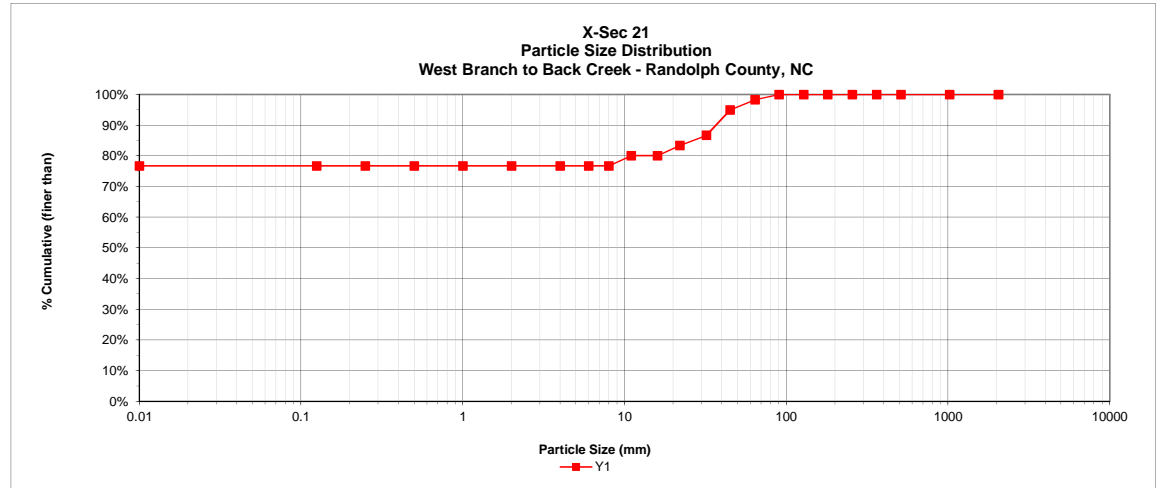 X-Sec 21
Particle Size Distribution
West Branch to Back Creek - Randolph County, NC
% Cumulative (finer than)
100%
90%
80%
70%
60%
50%
40%
30%
20%
10%
0%
0.01 0.1 1 10 100 1000 10000
Particle Size (mm)
Y1